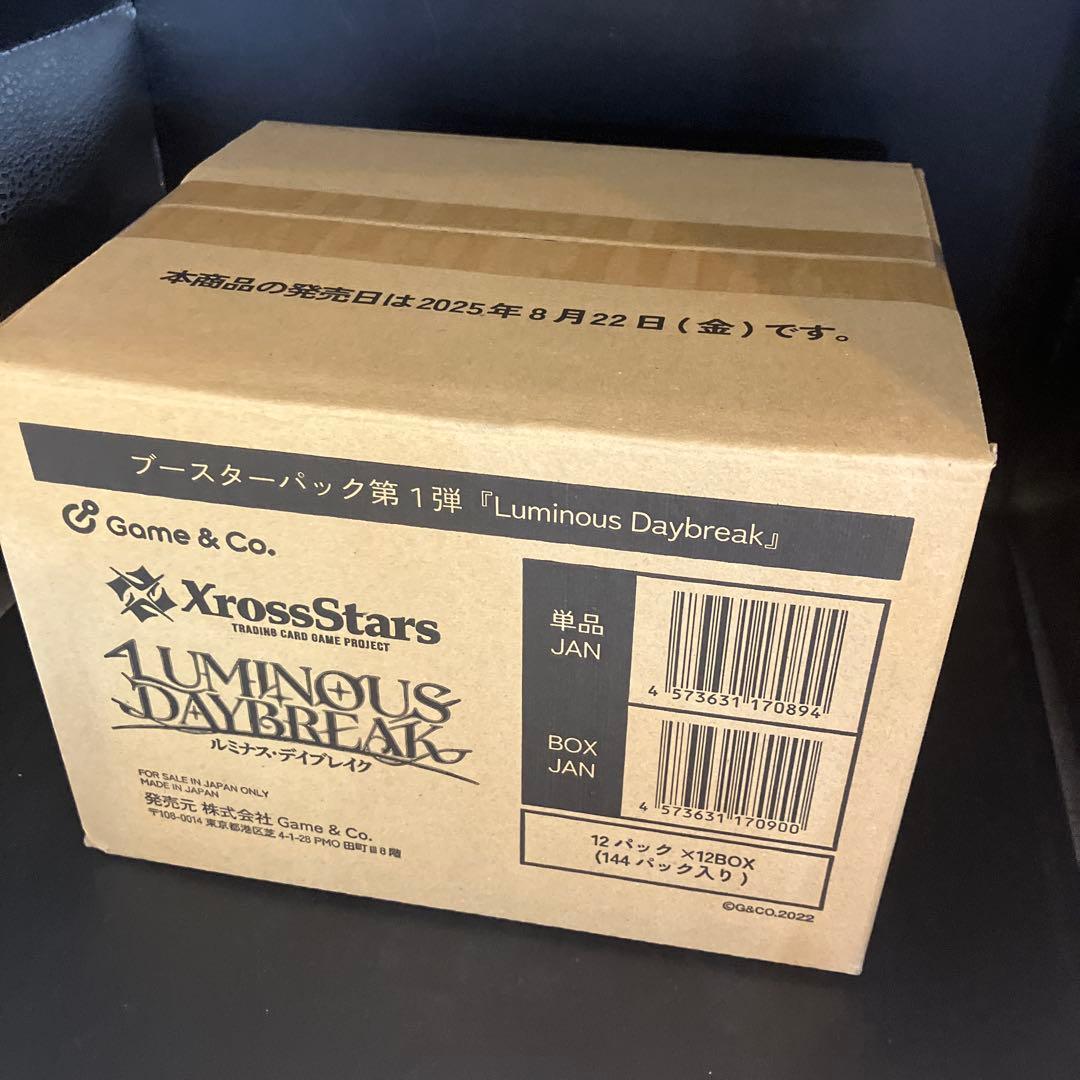 本商品の発売日は2025年8月22日(金)です。
ブースターパック第1弾『Luminous Daybreak』
Game & Co.
XrossStars
TRADING CARD GAME PROJECT
LUMINOUS
DAYBREAK
ルミナス・デイブレイク
FOR SALE IN JAPAN ONLY
MADE IN JAPAN
発売元 株式会社 Game & Co.
〒108-0014 東京都港区芝 4-1-28 PMO 田町Ⅲ 8階
単品
JAN
4 573631 170894
BOX
JAN
4 573631 170900
12パック ×12BOX
(144パック入り)
©G&CO.2022